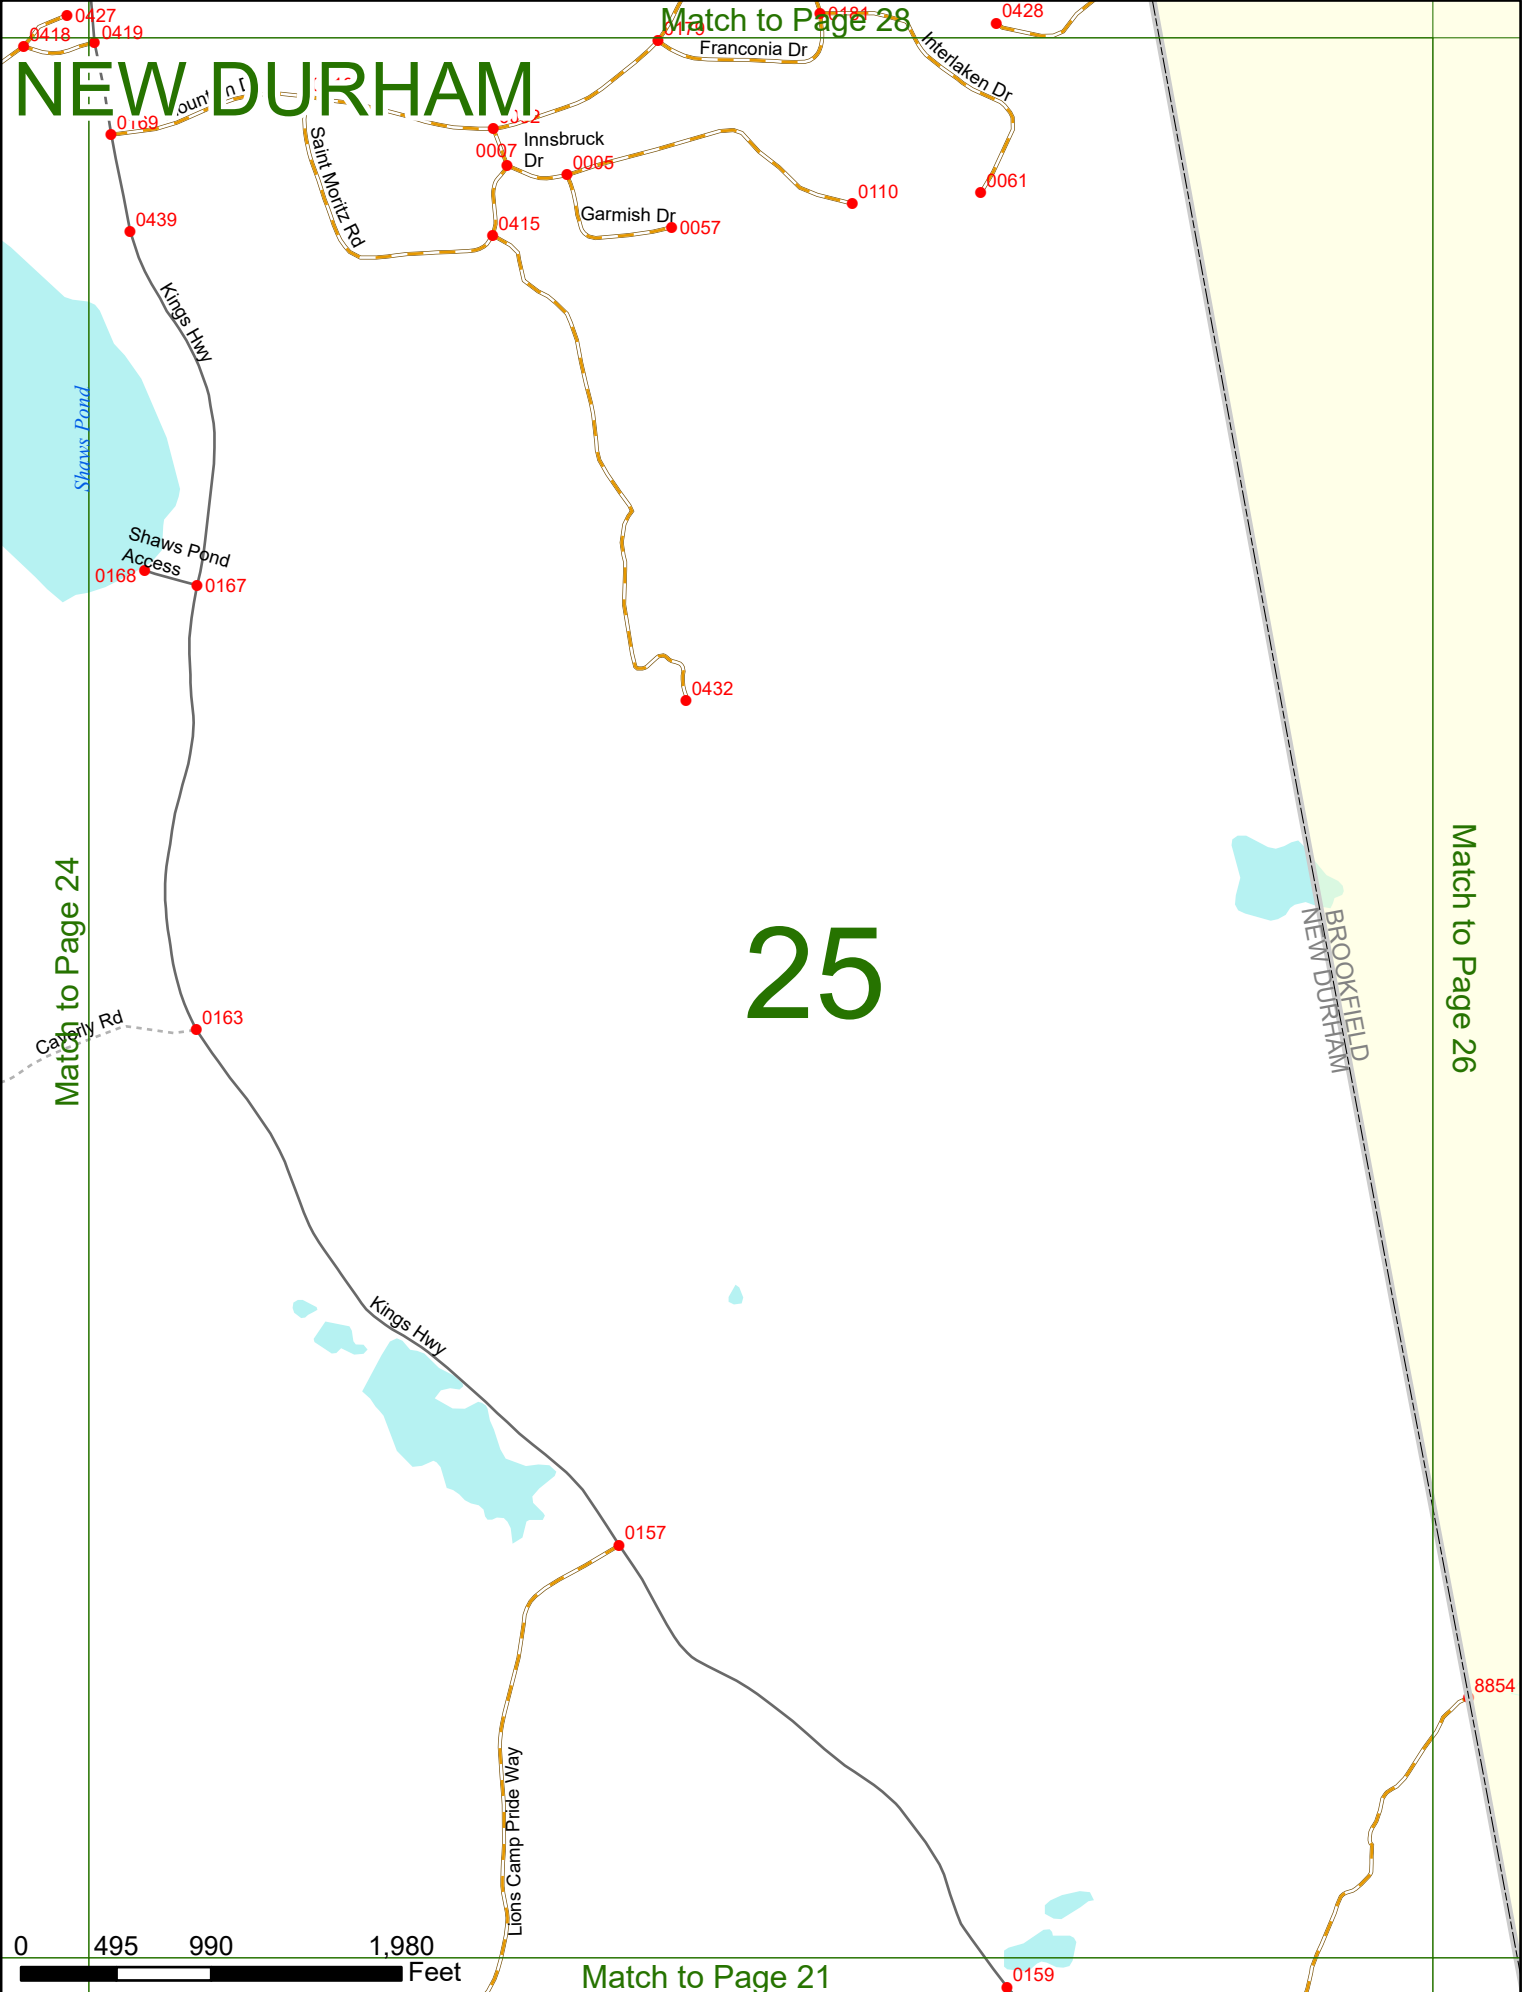 Match to Page 28
0427
0418
0419
0179
0181
0428
Franconia Dr
Interlaken Dr
NEW DURHAM
0169
Saint Moritz Rd
0007
Innsbruck
Dr
0005
0110
0061
0439
0415
Garmish Dr
0057
Kings Hwy
Shaws Pond
Shaws Pond
Access
0168
0167
0432
Match to Page 24
Match to Page 26
25
BROOKFIELD
NEW DURHAM
0163
Caverly Rd
Kings Hwy
0157
8854
Lions Camp Pride Way
0 495 990 1,980
Feet
Match to Page 21
0159